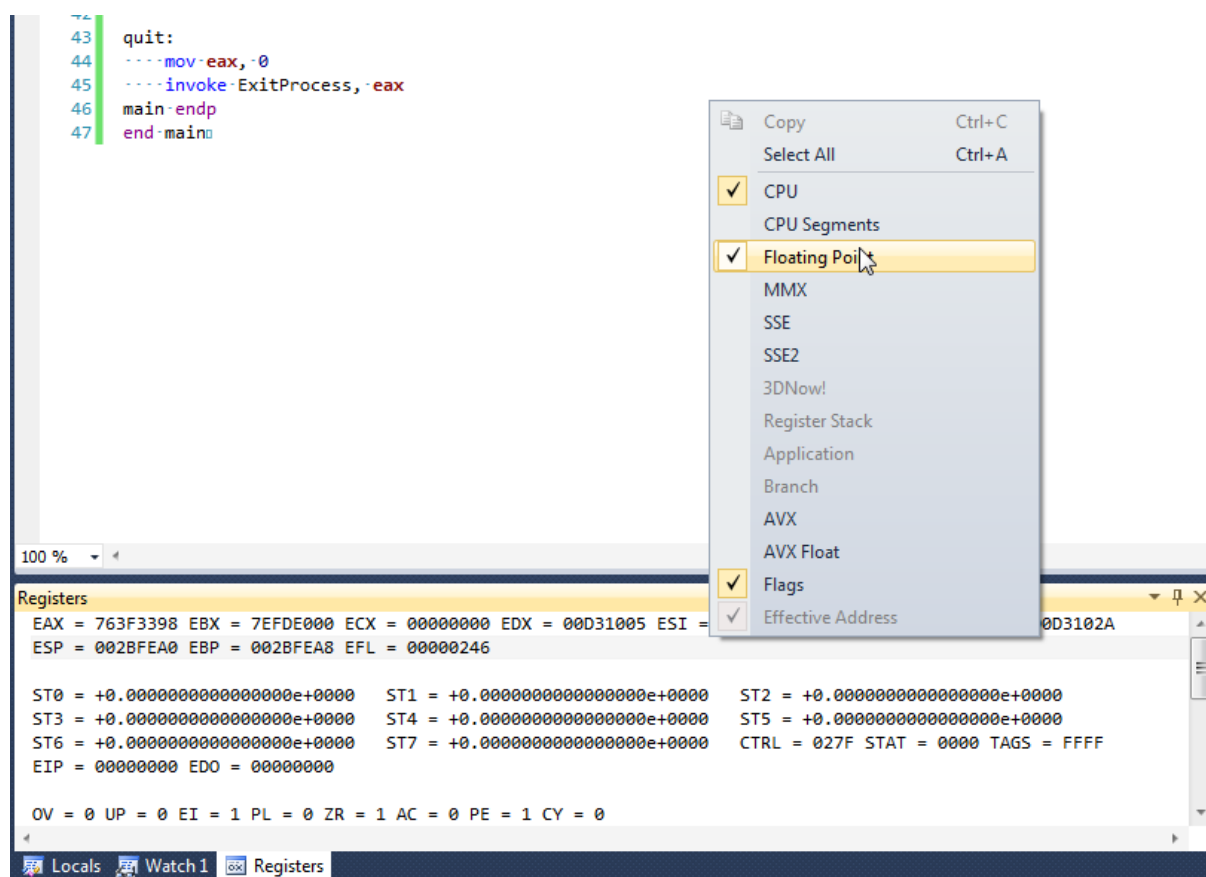 42
43 quit:
44 ····mov·eax,·0
45 ····invoke·ExitProcess,·eax
46 main·endp
47 end·main
Copy Ctrl+C
Select All Ctrl+A
CPU
CPU Segments
Floating Point
MMX
SSE
SSE2
3DNow!
Register Stack
Application
Branch
AVX
AVX Float
Flags
Effective Address
100 %
Registers
EAX = 763F3398 EBX = 7EFDE000 ECX = 00000000 EDX = 00D31005 ESI = 0D3102A
ESP = 002BFEA0 EBP = 002BFEA8 EFL = 00000246
ST0 = +0.0000000000000000e+0000 ST1 = +0.0000000000000000e+0000 ST2 = +0.0000000000000000e+0000
ST3 = +0.0000000000000000e+0000 ST4 = +0.0000000000000000e+0000 ST5 = +0.0000000000000000e+0000
ST6 = +0.0000000000000000e+0000 ST7 = +0.0000000000000000e+0000 CTRL = 027F STAT = 0000 TAGS = FFFF
EIP = 00000000 EDO = 00000000
OV = 0 UP = 0 EI = 1 PL = 0 ZR = 1 AC = 0 PE = 1 CY = 0
Locals Watch 1 Registers